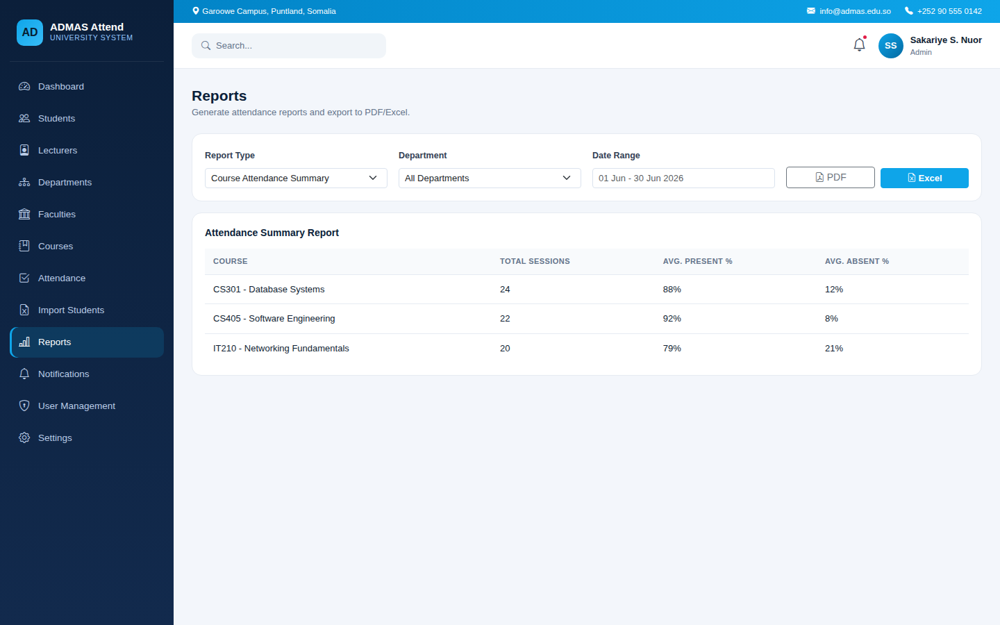 AD
ADMAS Attend
UNIVERSITY SYSTEM
Dashboard
Students
Lecturers
Departments
Faculties
Courses
Attendance
Import Students
Reports
Notifications
User Management
Settings
Garoowe Campus, Puntland, Somalia
info@admas.edu.so +252 90 555 0142
Search...
SS
Sakariye S. Nuor
Admin
Reports
Generate attendance reports and export to PDF/Excel.
Report Type Department Date Range
Course Attendance Summary All Departments 01 Jun - 30 Jun 2026 PDF Excel
Attendance Summary Report
COURSE TOTAL SESSIONS AVG. PRESENT % AVG. ABSENT %
CS301 - Database Systems 24 88% 12%
CS405 - Software Engineering 22 92% 8%
IT210 - Networking Fundamentals 20 79% 21%